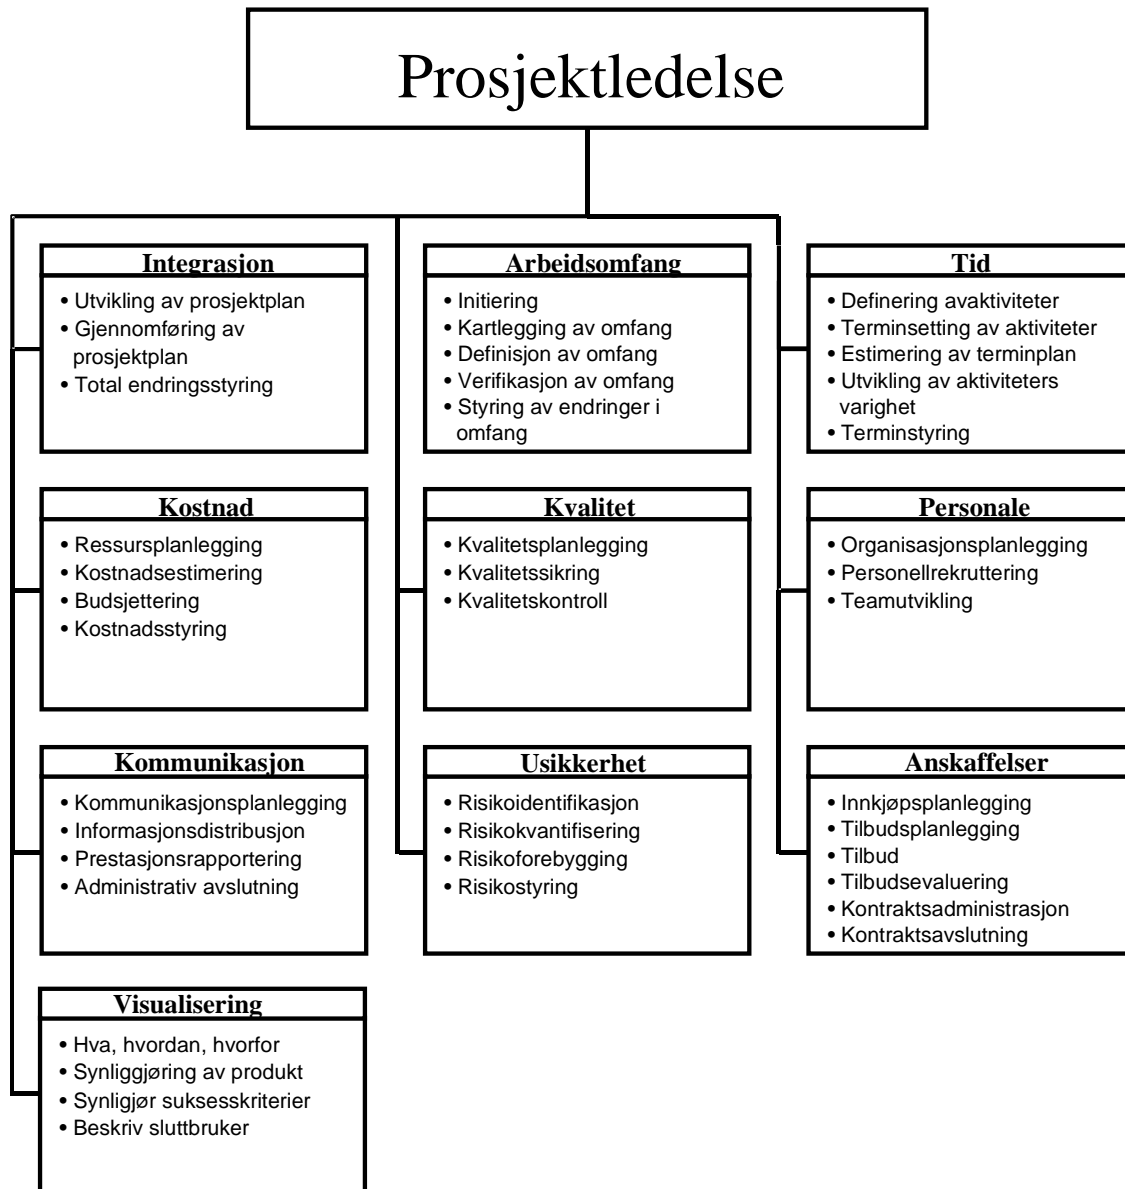 Prosjektledelse
Integrasjon
• Utvikling av prosjektplan
• Gjennomføring av
prosjektplan
• Total endringsstyring
Arbeidsomfang
• Initiering
• Kartlegging av omfang
• Definisjon av omfang
• Verifikasjon av omfang
• Styring av endringer i
omfang
Tid
• Definering avaktiviteter
• Terminsetting av aktiviteter
• Estimering av terminplan
• Utvikling av aktiviteters
varighet
• Terminstyring
Kostnad
• Ressursplanlegging
• Kostnadsestimering
• Budsjettering
• Kostnadsstyring
Kvalitet
• Kvalitetsplanlegging
• Kvalitetssikring
• Kvalitetskontroll
Personale
• Organisasjonsplanlegging
• Personellrekruttering
• Teamutvikling
Kommunikasjon
• Kommunikasjonsplanlegging
• Informasjonsdistribusjon
• Prestasjonsrapportering
• Administrativ avslutning
Usikkerhet
• Risikoidentifikasjon
• Risikokvantifisering
• Risikoforebygging
• Risikostyring
Anskaffelser
• Innkjøpsplanlegging
• Tilbudsplanlegging
• Tilbud
• Tilbudsevaluering
• Kontraktsadministrasjon
• Kontraktsavslutning
Visualisering
• Hva, hvordan, hvorfor
• Synliggjøring av produkt
• Synligjør suksesskriterier
• Beskriv sluttbruker